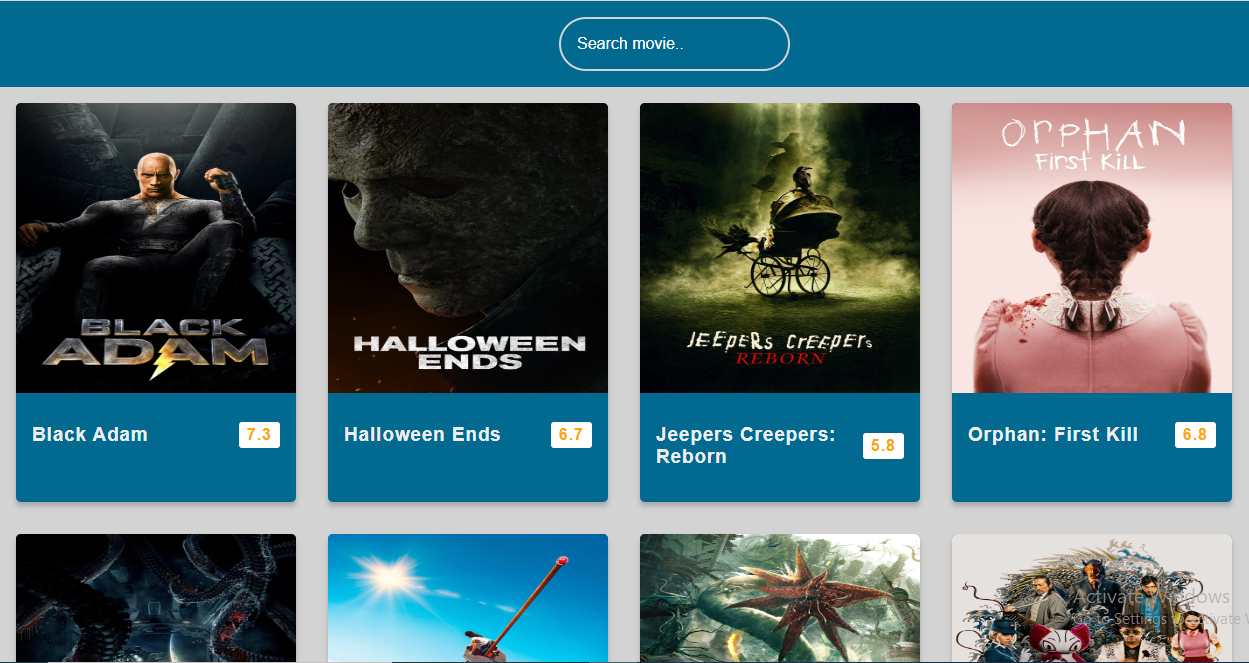 Search movie..
BLACK
ADAM
HALLOWEEN
ENDS
JEEPERS CREEPERS
REBORN
ORPHAN
FIRST KILL
Black Adam
7.3
Halloween Ends
6.7
Jeepers Creepers:
Reborn
5.8
Orphan: First Kill
6.8
Activate Windows
Go to Settings to activate W